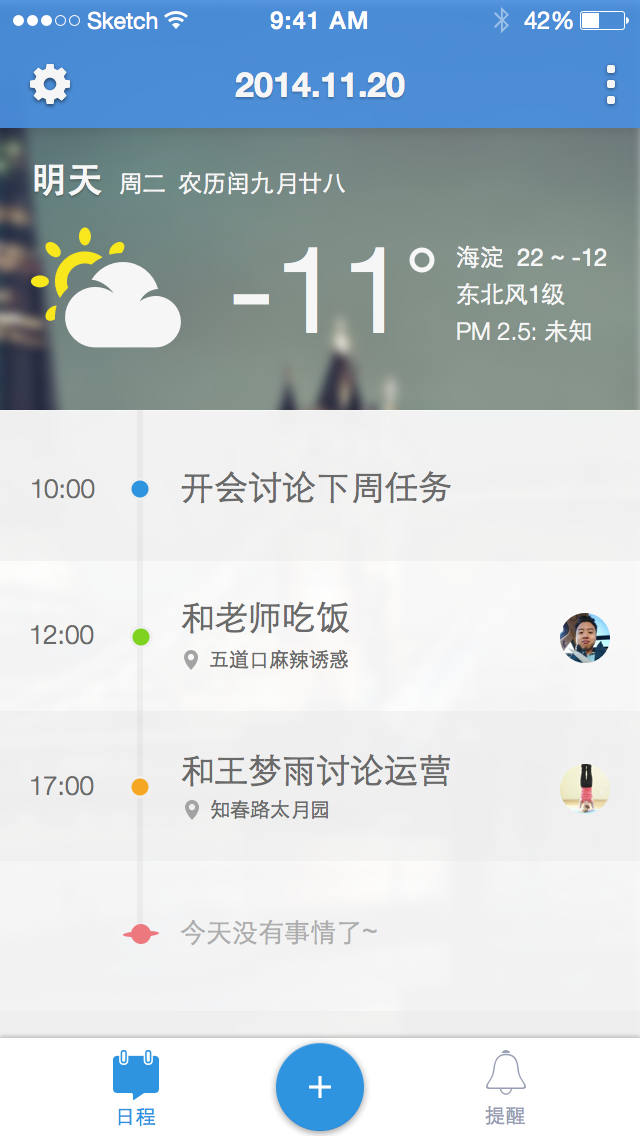 Sketch 9:41 AM 42%
2014.11.20
明天 周二 农历闰九月廿八
-11°
海淀 22 ~ -12
东北风1级
PM 2.5: 未知
10:00 开会讨论下周任务
12:00 和老师吃饭
五道口麻辣诱惑
17:00 和王梦雨讨论运营
知春路太月园
今天没有事情了~
+
日程 提醒